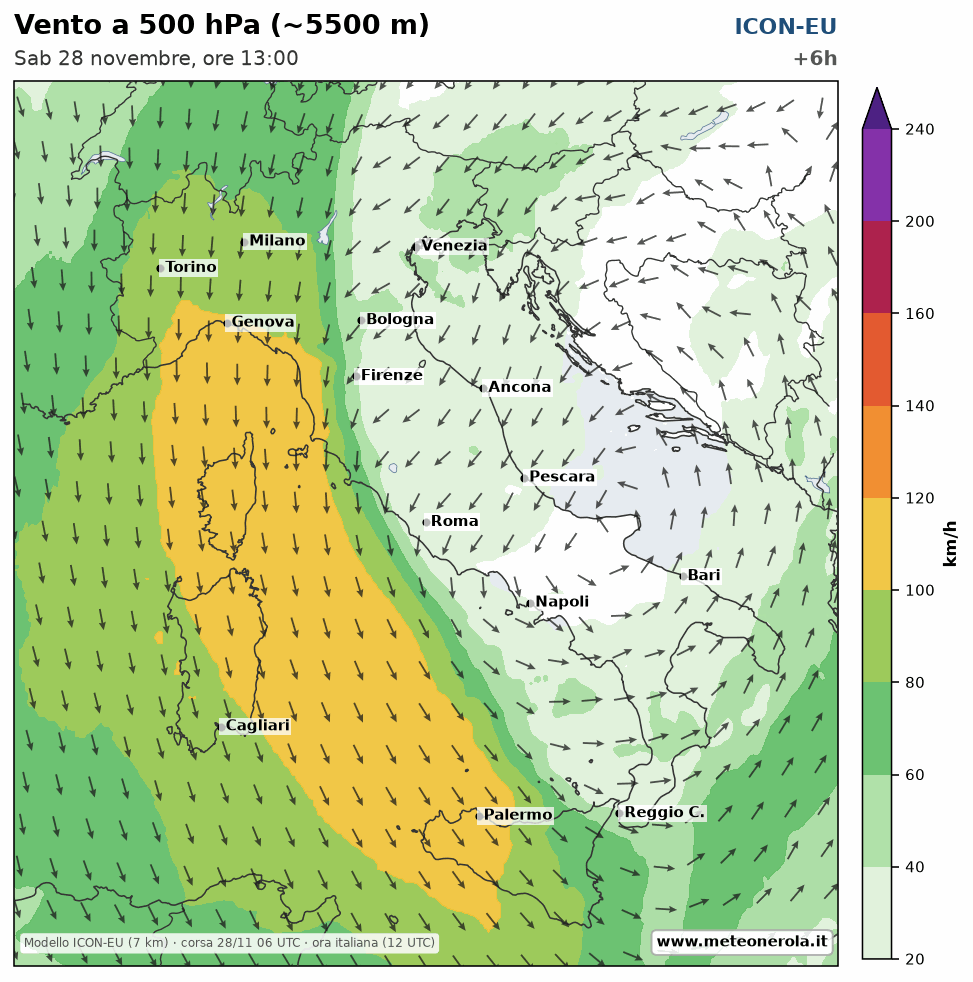 Vento a 500 hPa (~5500 m)
ICON-EU
Sab 28 novembre, ore 13:00
+6h
240
200
160
140
120
100
80
60
40
20
km/h
Milano
Venezia
Torino
Genova
Bologna
Firenze
Ancona
Pescara
Roma
Bari
Napoli
Cagliari
Palermo
Reggio C.
Modello ICON-EU (7 km) · corsa 28/11 06 UTC · ora italiana (12 UTC)
www.meteonerola.it